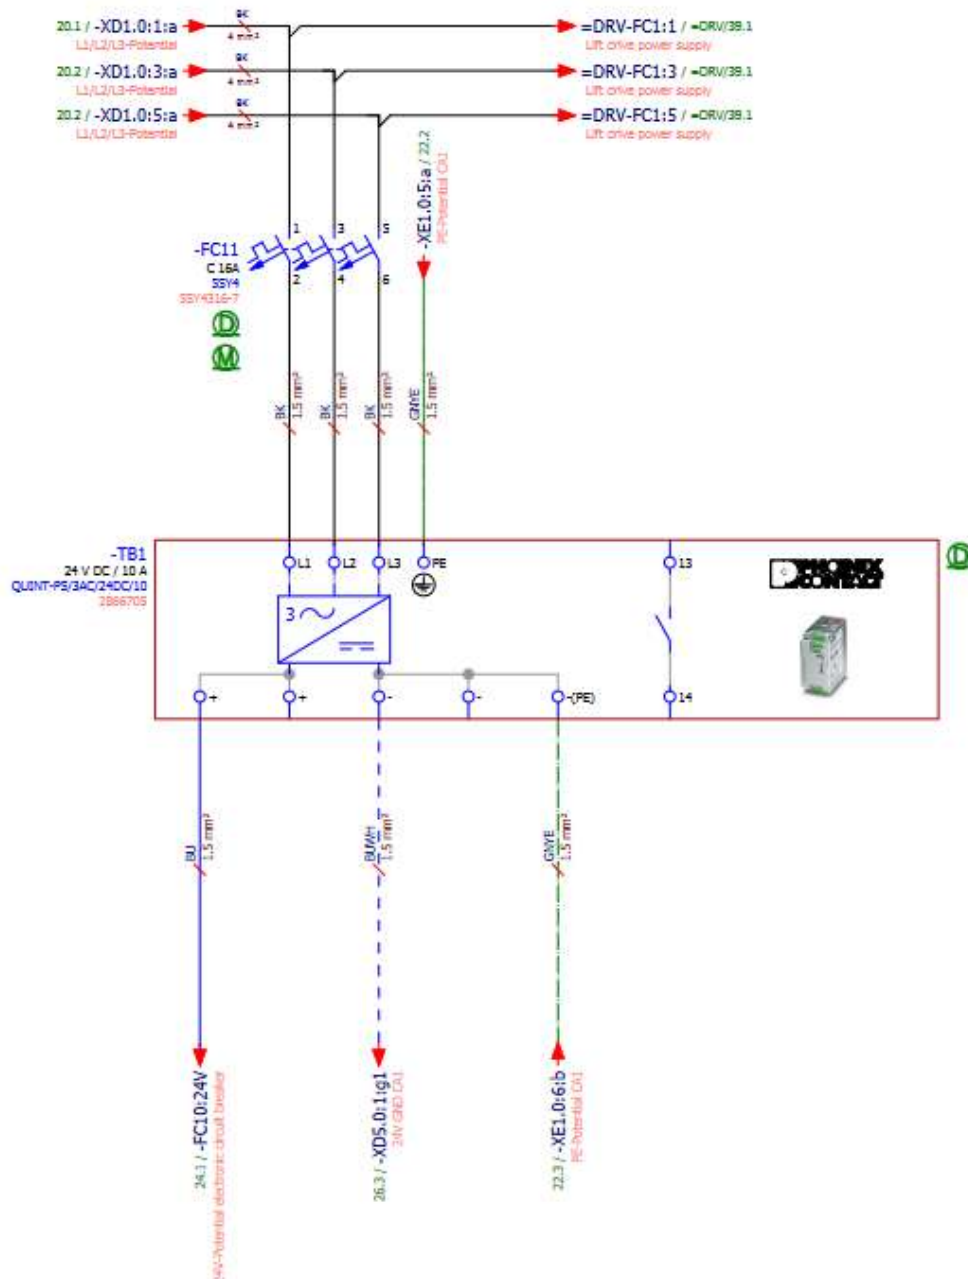 20.1 / -XD1.0:1:a
L1/L2/L3-Potential
BK
4 mm²
=DRV-FC1:1 / =DRV/39.1
Lift drive power supply
20.2 / -XD1.0:3:a
L1/L2/L3-Potential
BK
4 mm²
=DRV-FC1:3 / =DRV/39.1
Lift drive power supply
20.2 / -XD1.0:5:a
L1/L2/L3-Potential
BK
4 mm²
=DRV-FC1:5 / =DRV/39.1
Lift drive power supply
-XE1.0:5:a / 22.2
PE-Potential CA1
-FC11
C 16A
5SY4
5SY4316-7
1
3
5
2
4
6
D
M
BK
1.5 mm²
BK
1.5 mm²
BK
1.5 mm²
GNYE
1.5 mm²
-TB1
24 V DC / 10 A
QUINT-PS/3AC/24DC/10
2866705
L1
L2
L3
PE
13
PHOENIX
CONTACT
D
3
+
+
-
-
-(PE)
14
BU
1.5 mm²
BUWH
1.5 mm²
GNYE
1.5 mm²
24.1 / -FC10:24V
24V-Potential electronic circuit breaker
26.3 / -XD5.0:1:g1
24V GND CA1
22.3 / -XE1.0:6:b
PE-Potential CA1